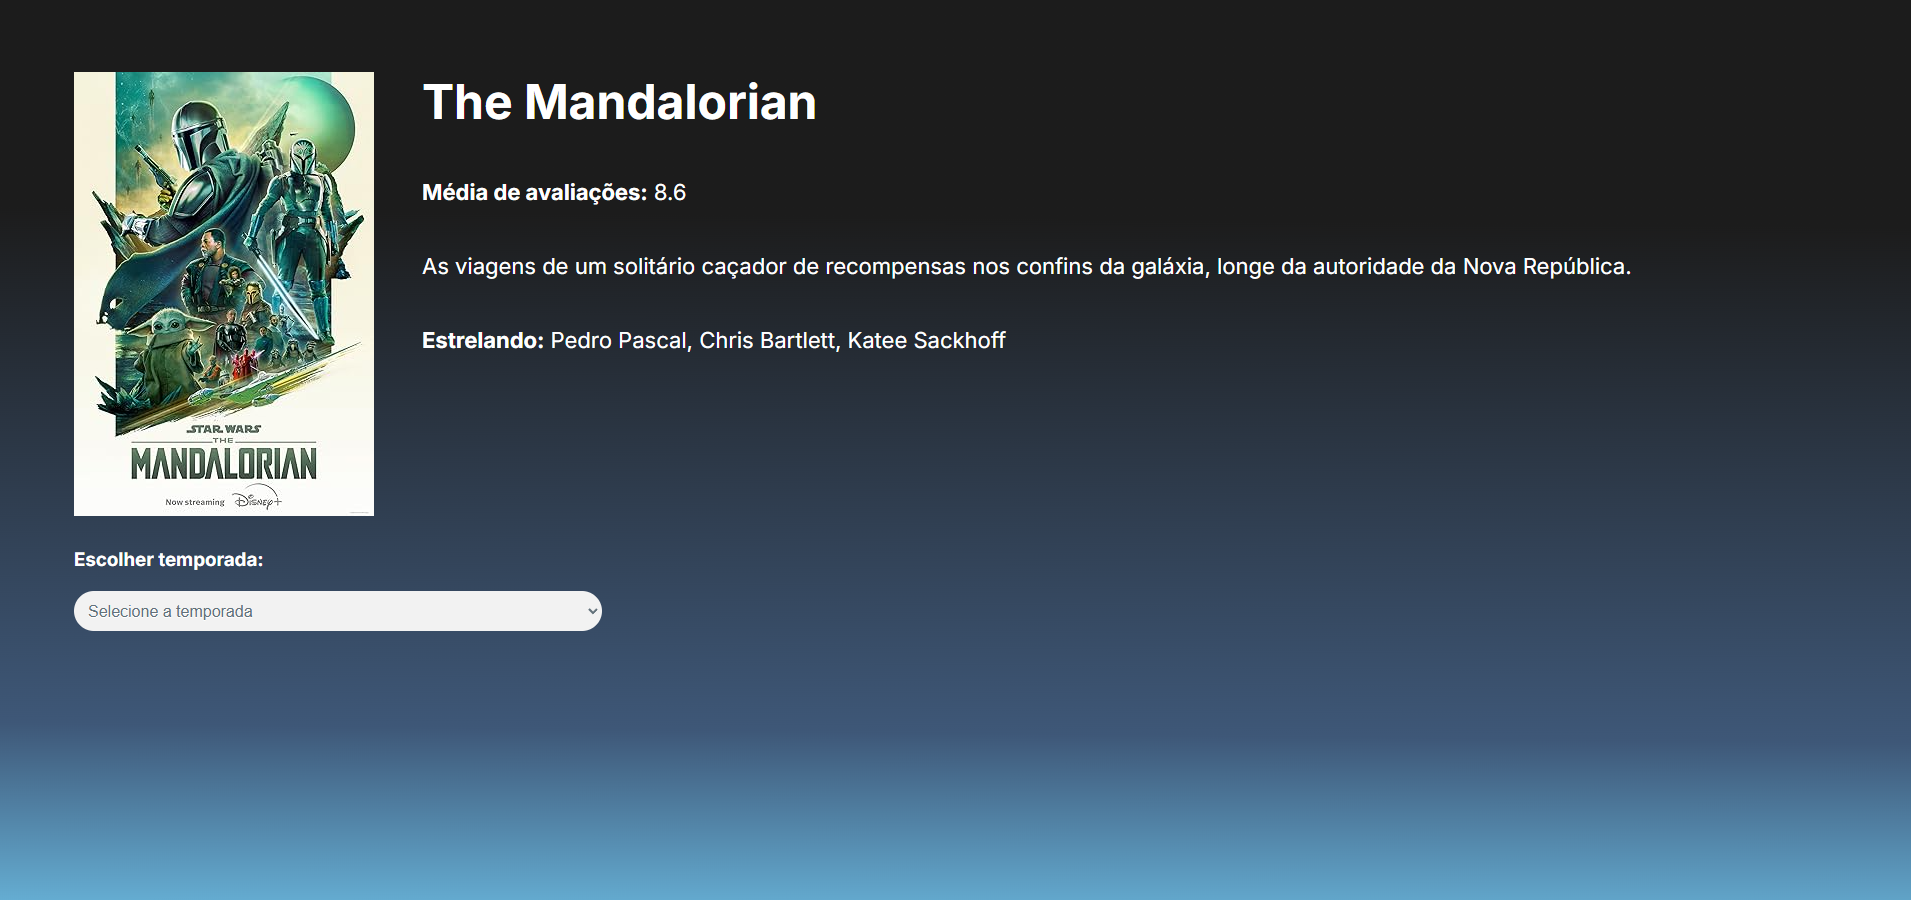 The Mandalorian
Média de avaliações: 8.6
As viagens de um solitário caçador de recompensas nos confins da galáxia, longe da autoridade da Nova República.
Estrelando: Pedro Pascal, Chris Bartlett, Katee Sackhoff
STAR WARS
THE
MANDALORIAN
Now streaming Disney+
Escolher temporada:
Selecione a temporada